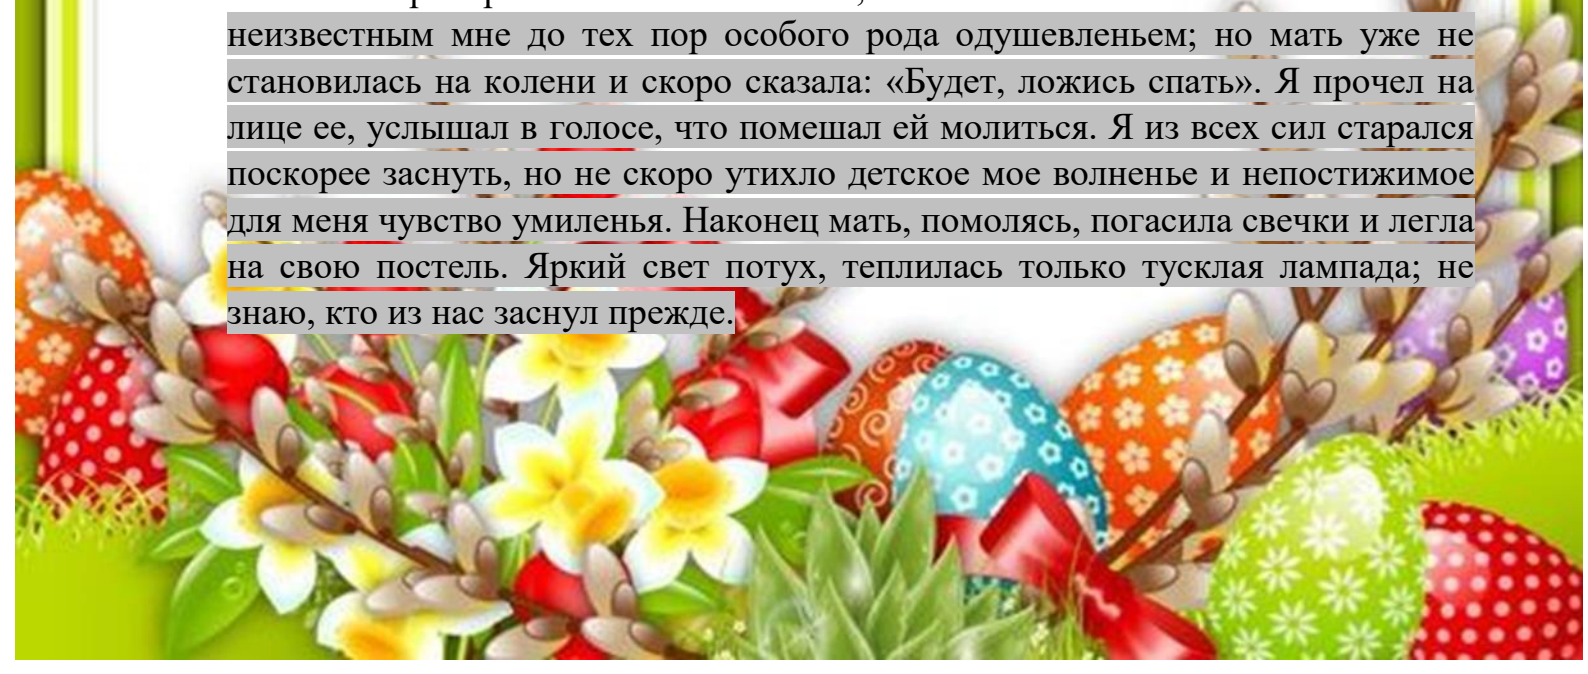 неизвестным мне до тех пор особого рода одушевленьем; но мать уже не
становилась на колени и скоро сказала: «Будет, ложись спать». Я прочел на
лице ее, услышал в голосе, что помешал ей молиться. Я из всех сил старался
поскорее заснуть, но не скоро утихло детское мое волненье и непостижимое
для меня чувство умиленья. Наконец мать, помолясь, погасила свечки и легла
на свою постель. Яркий свет потух, теплилась только тусклая лампада; не
знаю, кто из нас заснул прежде.